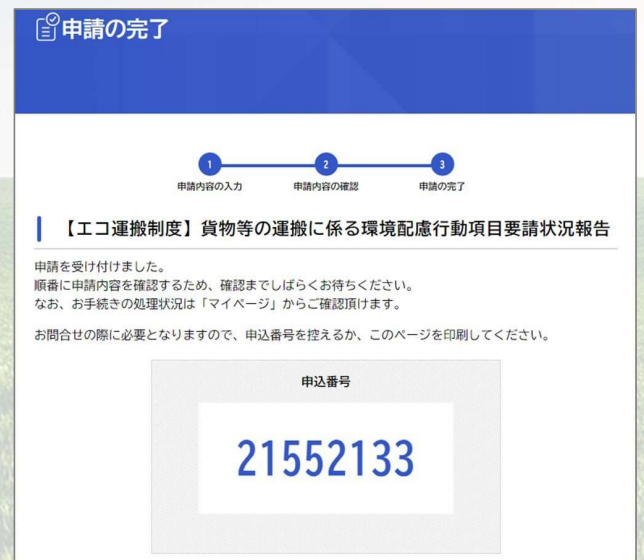 申請の完了
1 2 3
申請内容の入力 申請内容の確認 申請の完了
【エコ運搬制度】貨物等の運搬に係る環境配慮行動項目要請状況報告
申請を受け付けました。
順番に申請内容を確認するため、確認までしばらくお待ちください。
なお、お手続きの処理状況は「マイページ」からご確認頂けます。
お問合せの際に必要となりますので、申込番号を控えるか、このページを印刷してください。
申込番号
21552133